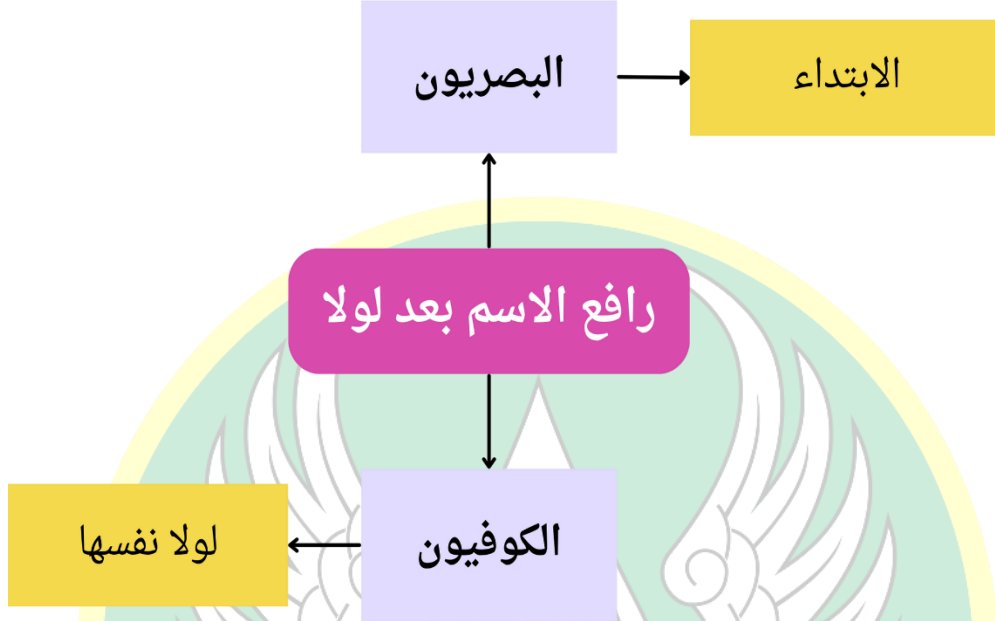 البصريون
الابتداء
رافع الاسم بعد لولا
الكوفيون
لولا نفسها